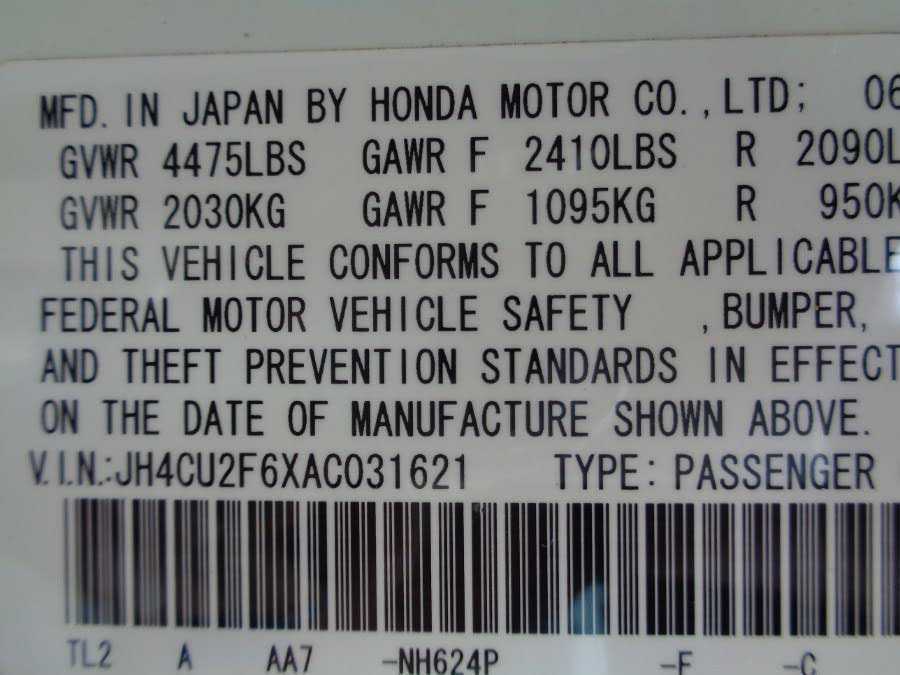 MFD. IN JAPAN BY HONDA MOTOR CO., LTD; 06
GVWR 4475LBS GAWR F 2410LBS R 2090L
GVWR 2030KG GAWR F 1095KG R 950K
THIS VEHICLE CONFORMS TO ALL APPLICABLE
FEDERAL MOTOR VEHICLE SAFETY , BUMPER,
AND THEFT PREVENTION STANDARDS IN EFFECT
ON THE DATE OF MANUFACTURE SHOWN ABOVE.
V.I.N.:JH4CU2F6XAC031621 TYPE: PASSENGER
TL2 A AA7 -NH624P -F -C